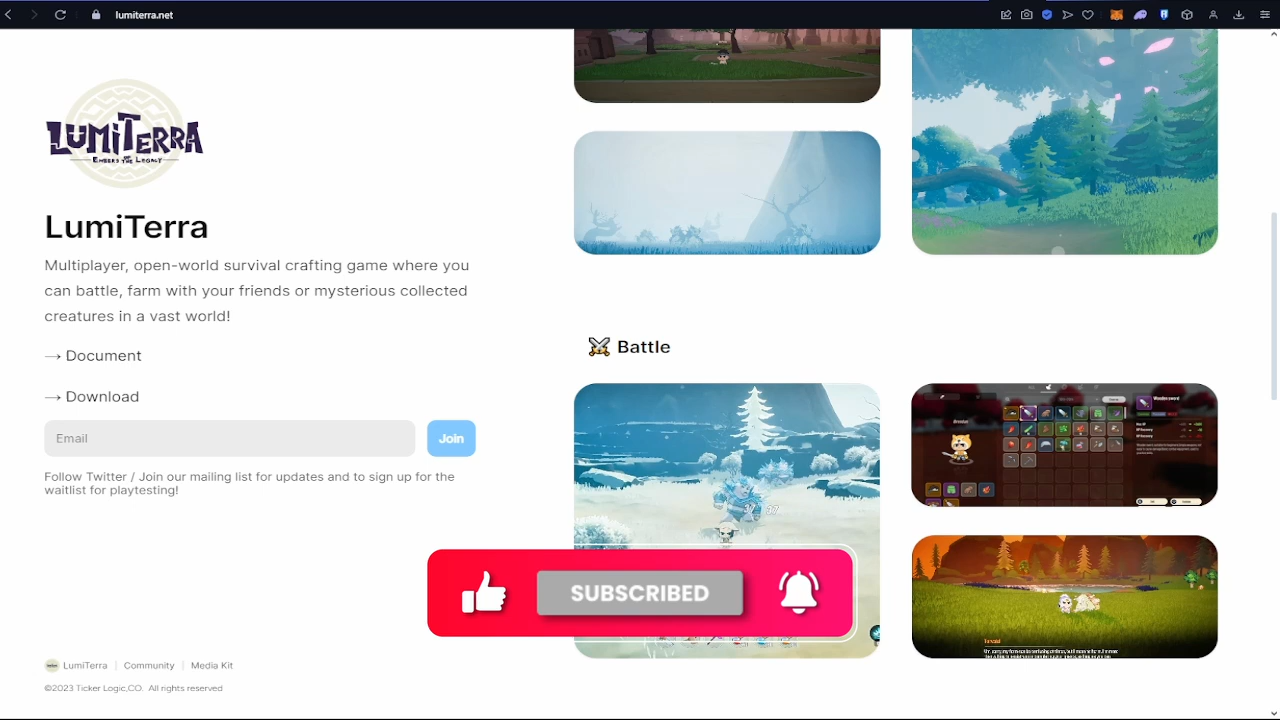 lumiterra.net
LUMITERRA
EMBERS OF THE LEGACY
LumiTerra
Multiplayer, open-world survival crafting game where you
can battle, farm with your friends or mysterious collected
creatures in a vast world!
→ Document
→ Download
Email
Join
Follow Twitter / Join our mailing list for updates and to sign up for the
waitlist for playtesting!
Battle
SUBSCRIBED
LumiTerra | Community | Media Kit
©2023 Ticker Logic,CO. All rights reserved